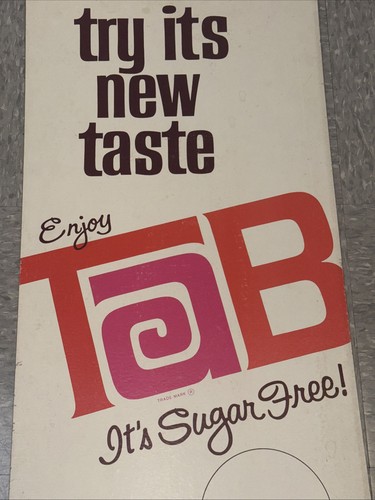 try its
new
taste
Enjoy
TaB
TRADE MARK ®
It's Sugar Free!